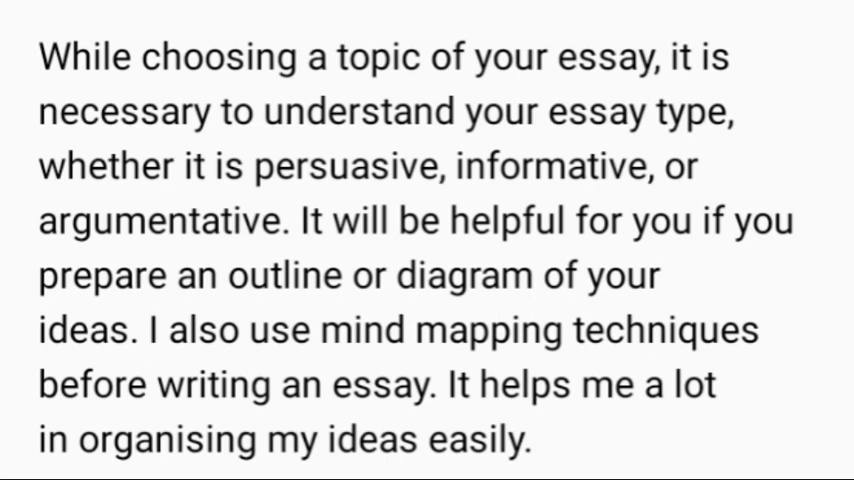 While choosing a topic of your essay, it is
necessary to understand your essay type,
whether it is persuasive, informative, or
argumentative. It will be helpful for you if you
prepare an outline or diagram of your
ideas. I also use mind mapping techniques
before writing an essay. It helps me a lot
in organising my ideas easily.